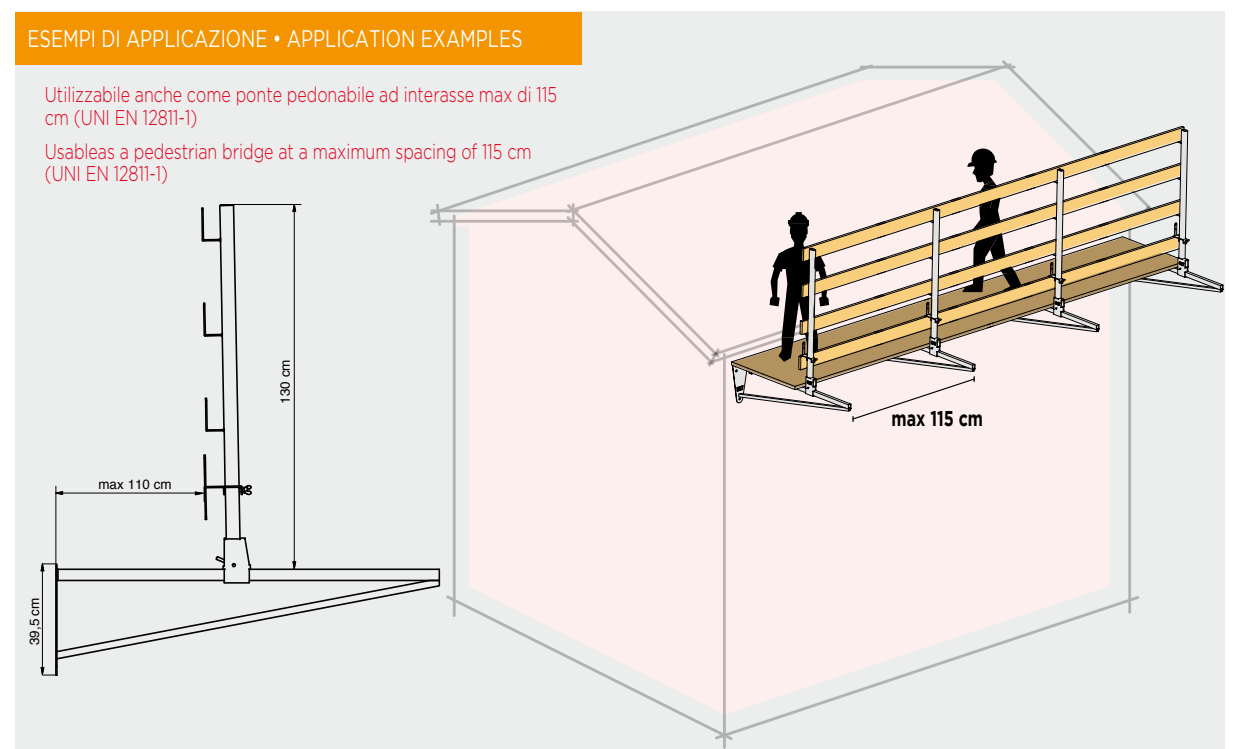 ESEMPI DI APPLICAZIONE • APPLICATION EXAMPLES
Utilizzabile anche come ponte pedonabile ad interasse max di 115
cm (UNI EN 12811-1)
Usableas a pedestrian bridge at a maximum spacing of 115 cm
(UNI EN 12811-1)
130 cm
max 110 cm
39,5 cm
max 115 cm